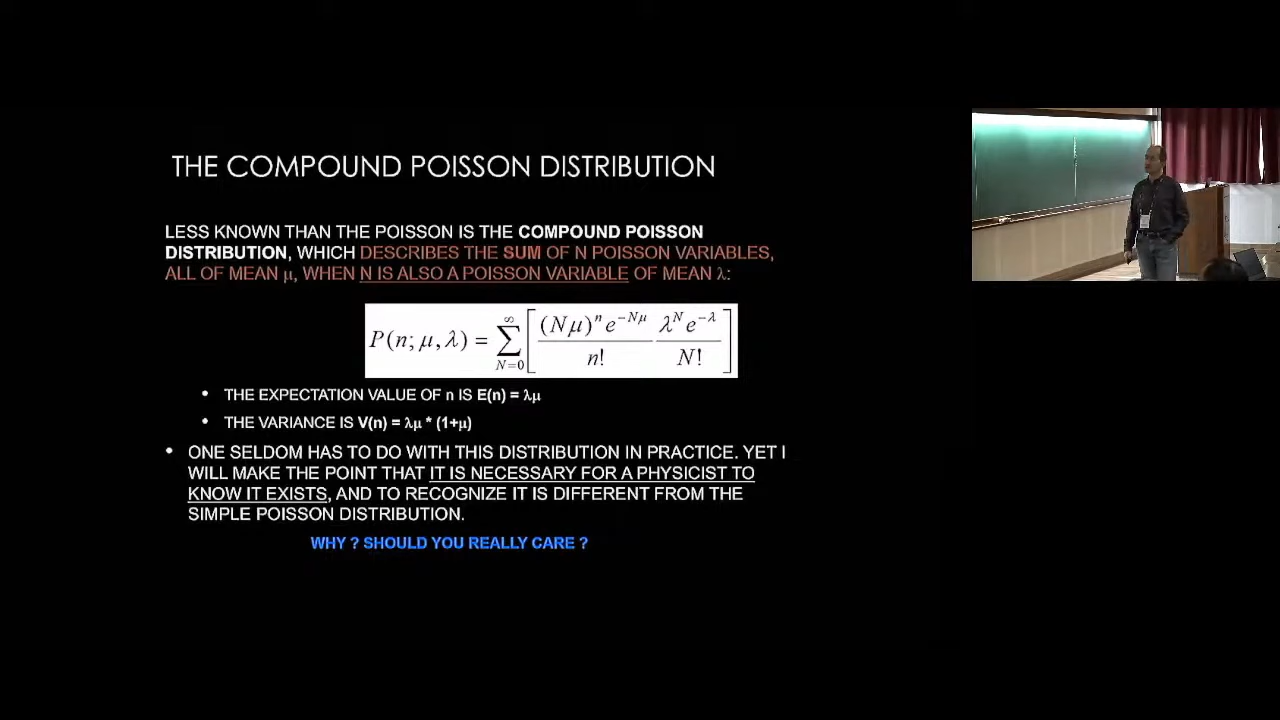 THE COMPOUND POISSON DISTRIBUTION
LESS KNOWN THAN THE POISSON IS THE COMPOUND POISSON
DISTRIBUTION, WHICH DESCRIBES THE SUM OF N POISSON VARIABLES,
ALL OF MEAN μ, WHEN N IS ALSO A POISSON VARIABLE OF MEAN λ:
P(n; μ, λ) = ∑_{N=0}^{∞} [ (Nμ)^n e^{−Nμ} / n! λ^N e^{−λ} / N! ]
• THE EXPECTATION VALUE OF n IS E(n) = λμ
• THE VARIANCE IS V(n) = λμ * (1+μ)
• ONE SELDOM HAS TO DO WITH THIS DISTRIBUTION IN PRACTICE. YET I
WILL MAKE THE POINT THAT IT IS NECESSARY FOR A PHYSICIST TO
KNOW IT EXISTS, AND TO RECOGNIZE IT IS DIFFERENT FROM THE
SIMPLE POISSON DISTRIBUTION.
WHY ? SHOULD YOU REALLY CARE ?